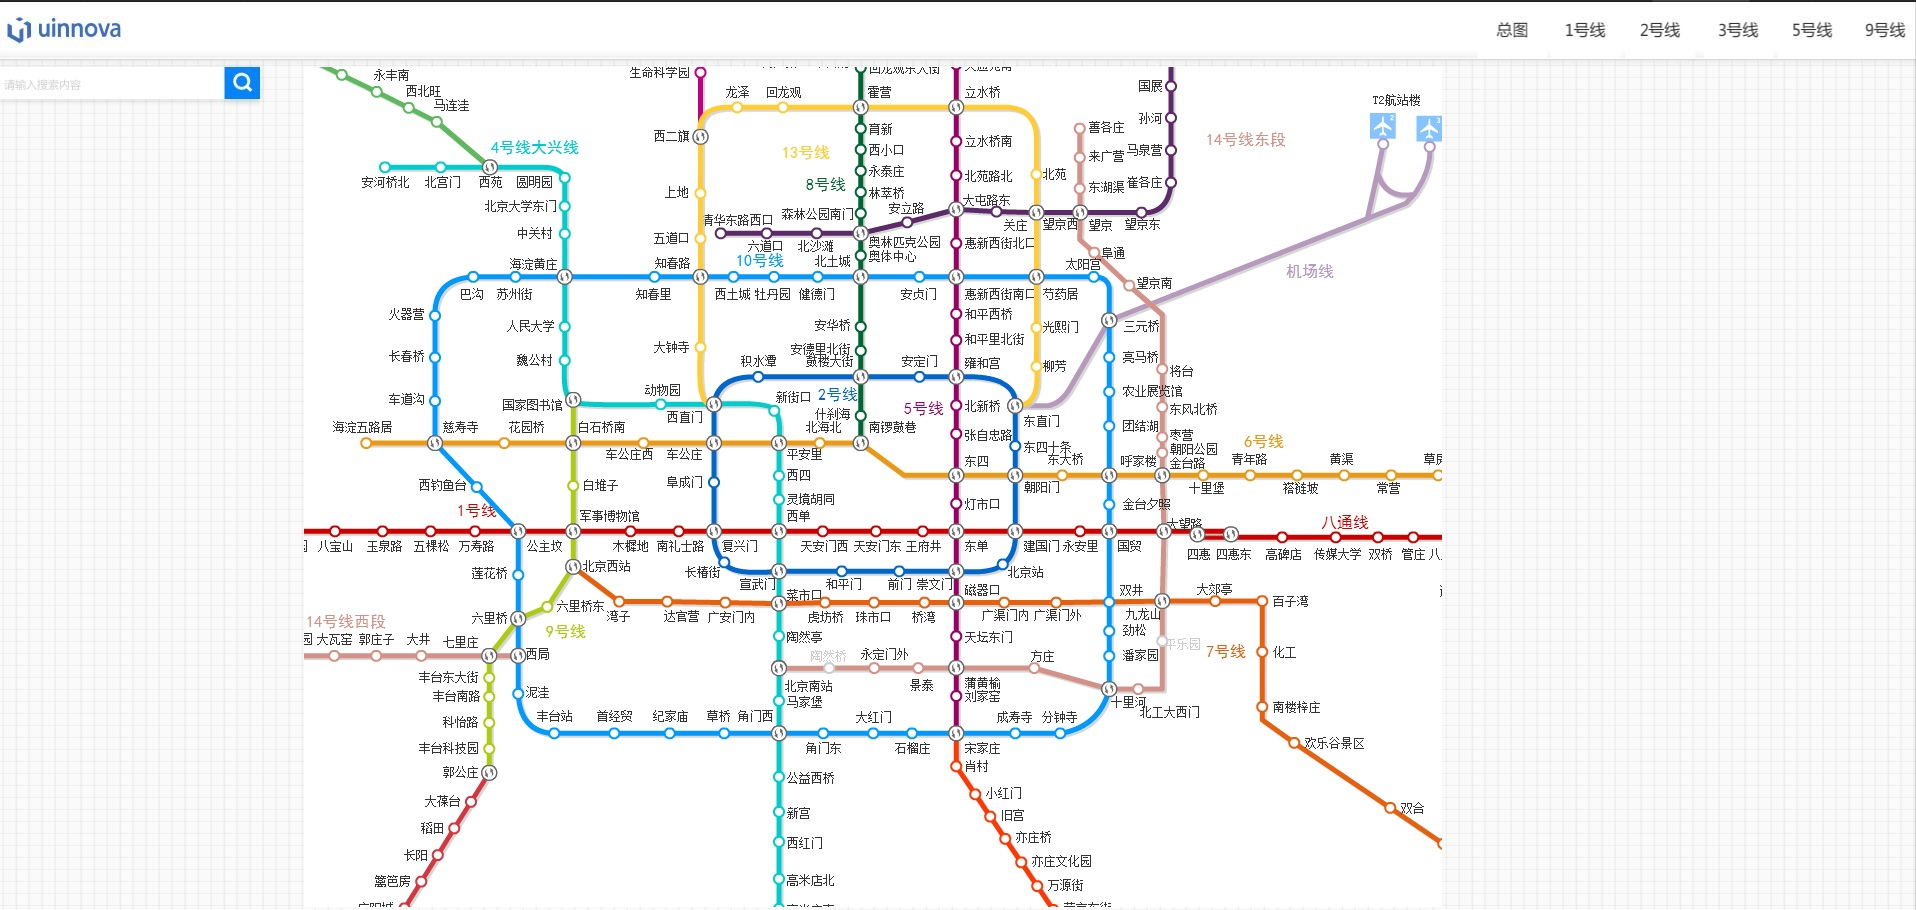 uinnova
总图 1号线 2号线 3号线 5号线 9号线
请输入搜索内容
永丰南
西北旺
马连洼
生命科学园
龙泽 回龙观 霍营 立水桥
国展
T2航站楼
西二旗
育新
善各庄
孙河
4号线大兴线
13号线
西小口
立水桥南
来广营 马泉营
14号线东段
安河桥北 北宫门 西苑 圆明园
8号线
永泰庄
北苑路北
北苑
上地
林萃桥
东湖渠 崔各庄
北京大学东门
清华东路西口 森林公园南门 安立路 大屯路东
中关村
五道口
六道口 北沙滩 奥林匹克公园
惠新西街北口
关庄 望京西 望京 望京东
奥体中心
阜通
海淀黄庄 知春路 10号线 北土城
太阳宫
机场线
望京南
巴沟 苏州街 知春里 西土城 牡丹园 健德门 安贞门 惠新西街南口 芍药居
火器营
人民大学
安华桥
和平西桥
光熙门
三元桥
长春桥
魏公村
大钟寺
安德里北街
和平里北街
亮马桥
积水潭 鼓楼大街 安定门 雍和宫
柳芳
将台
车道沟
国家图书馆
动物园
西直门
新街口
2号线
什刹海
5号线
北新桥
东直门
农业展览馆
东风北桥
海淀五路居 慈寿寺 花园桥 白石桥南
北海北 南锣鼓巷
张自忠路
东四十条
团结湖
枣营
朝阳公园
6号线
车公庄西 车公庄 平安里
东四
东大桥
呼家楼
金台路
青年路 黄渠
西钓鱼台
白堆子
阜成门
西四
朝阳门
十里堡 褡裢坡 常营
灵境胡同
灯市口
金台夕照
1号线
军事博物馆
西单
大望路
八通线
八宝山 玉泉路 五棵松 万寿路 公主坟 木樨地 南礼士路 复兴门 天安门西 天安门东 王府井 东单 建国门 永安里 国贸
四惠 四惠东 高碑店 传媒大学 双桥 管庄
莲花桥
北京西站
长椿街
宣武门 和平门 前门 崇文门
北京站
六里桥 六里桥东
菜市口
磁器口
双井
大郊亭
百子湾
14号线西段
9号线
湾子 达官营 广安门内 虎坊桥 珠市口 桥湾 广渠门内 广渠门外
九龙山
大瓦窑 郭庄子 大井 七里庄
西局
陶然亭
天坛东门
劲松
平乐园
7号线
化工
丰台东大街
陶然桥 永定门外
方庄
潘家园
丰台南路
泥洼
北京南站 景泰 蒲黄榆
马家堡
刘家窑
十里河
北工大西门
南楼梓庄
科怡路
丰台站 首经贸 纪家庙 草桥 角门西
大红门
成寿寺 分钟寺
丰台科技园
角门东 石榴庄 宋家庄
欢乐谷景区
郭公庄
公益西桥
肖村
大葆台
小红门
双合
稻田
新宫
旧宫
长阳
西红门
亦庄桥
篱笆房
高米店北
亦庄文化园
万源街